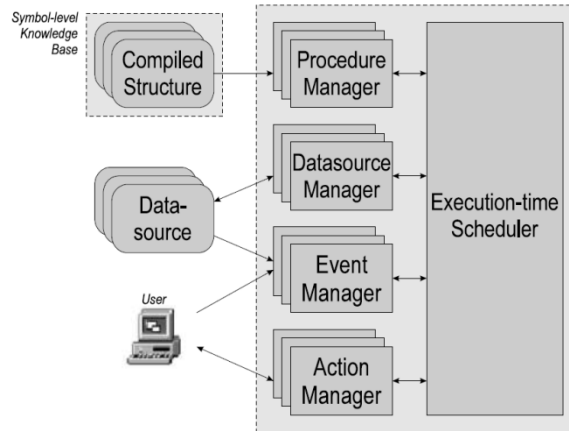 Symbol-level
Knowledge
Base
Compiled
Structure
Procedure
Manager
Data-
source
Datasource
Manager
Execution-time
Scheduler
User
Event
Manager
Action
Manager